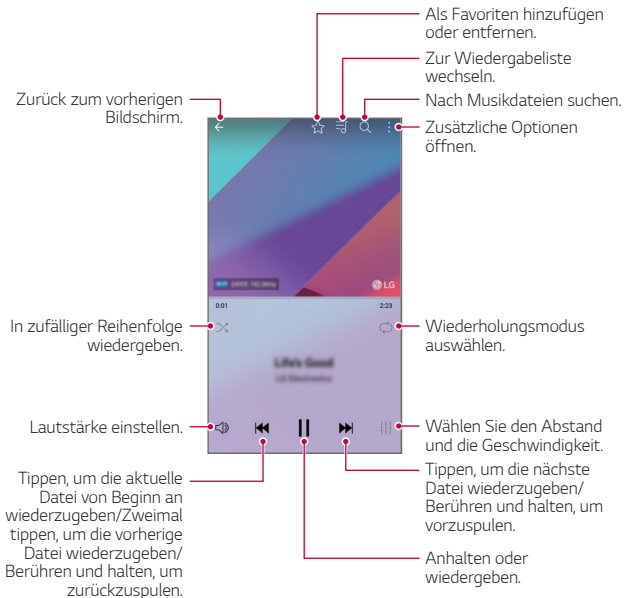 Als Favoriten hinzufügen
oder entfernen.
Zur Wiedergabeliste
wechseln.
Nach Musikdateien suchen.
Zusätzliche Optionen
öffnen.
Zurück zum vorherigen
Bildschirm.
LG
0:01
2:23
In zufälliger Reihenfolge
wiedergeben.
Wiederholungsmodus
auswählen.
Life's Good
LG Electronics
Lautstärke einstellen.
Wählen Sie den Abstand
und die Geschwindigkeit.
Tippen, um die aktuelle
Datei von Beginn an
wiederzugeben/Zweimal
tippen, um die vorherige
Datei wiederzugeben/
Berühren und halten, um
zurückzuspulen.
Tippen, um die nächste
Datei wiederzugeben/
Berühren und halten, um
vorzuspulen.
Anhalten oder
wiedergeben.